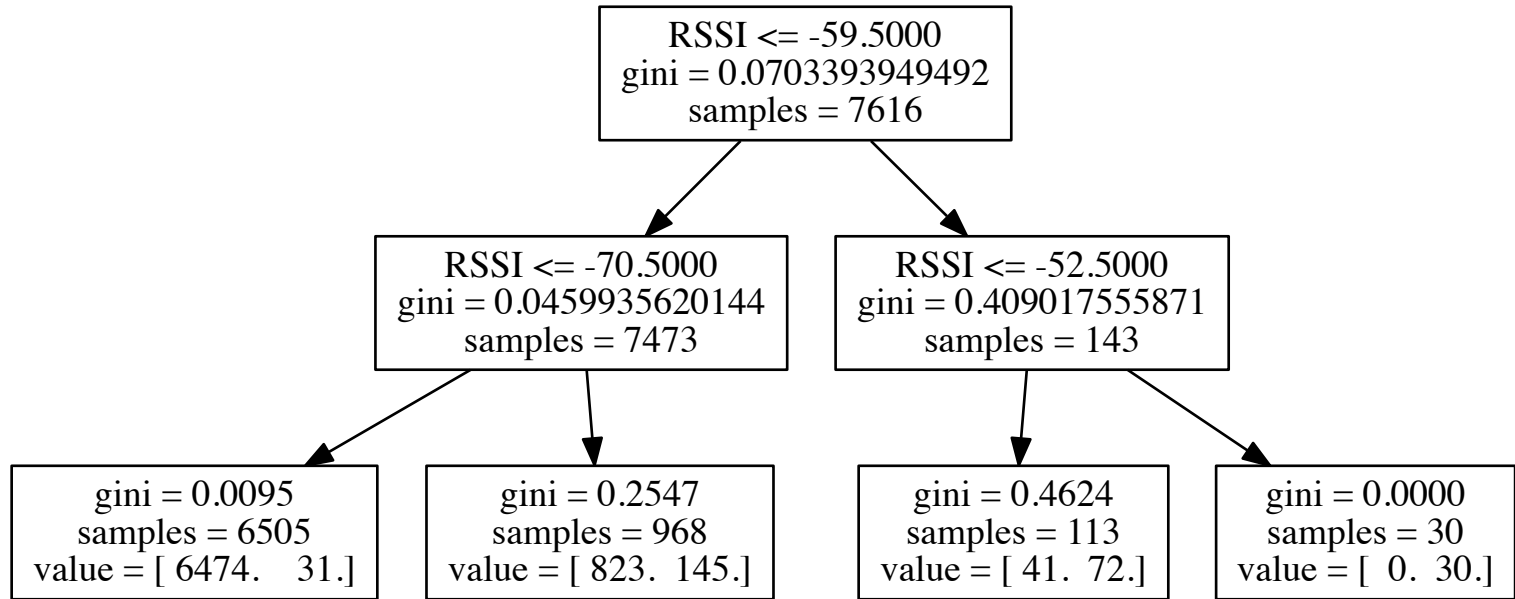 RSSI <= -59.5000
gini = 0.0703393949492
samples = 7616
RSSI <= -70.5000
gini = 0.0459935620144
samples = 7473
RSSI <= -52.5000
gini = 0.409017555871
samples = 143
gini = 0.0095
samples = 6505
value = [ 6474.    31.]
gini = 0.2547
samples = 968
value = [ 823.  145.]
gini = 0.4624
samples = 113
value = [ 41.  72.]
gini = 0.0000
samples = 30
value = [  0.  30.]